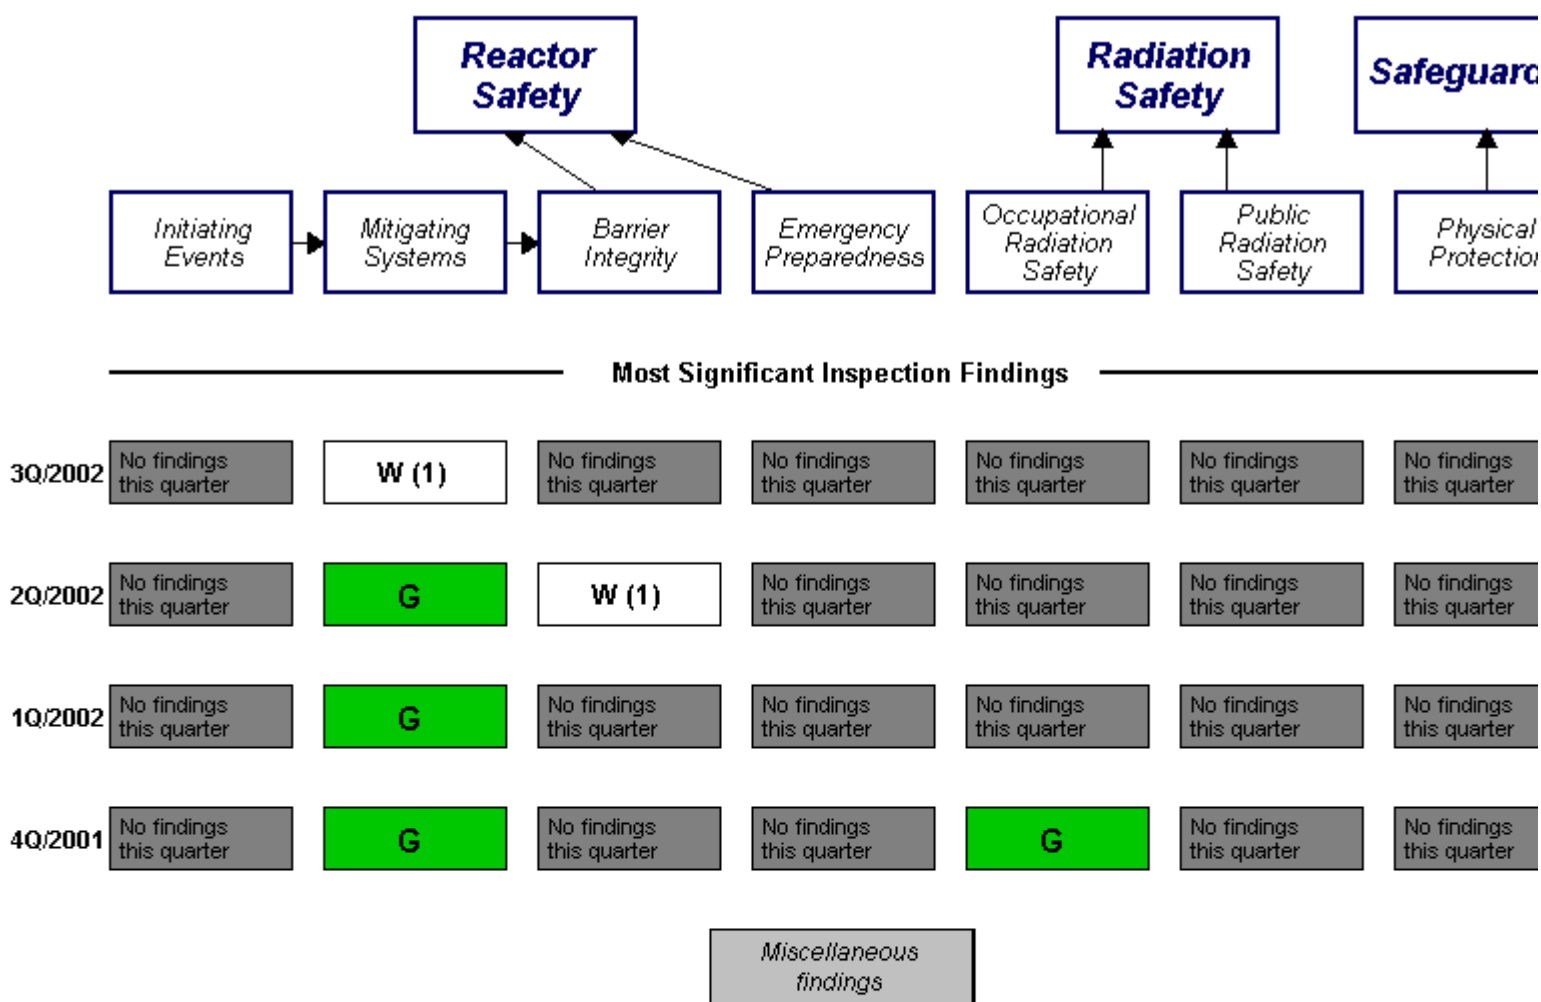 Reactor
Safety
Radiation
Safety
Safeguard
Initiating
Events
Mitigating
Systems
Barrier
Integrity
Emergency
Preparedness
Occupational
Radiation
Safety
Public
Radiation
Safety
Physical
Protection
Most Significant Inspection Findings
3Q/2002
No findings
this quarter
W (1)
No findings
this quarter
No findings
this quarter
No findings
this quarter
No findings
this quarter
No findings
this quarter
2Q/2002
No findings
this quarter
G
W (1)
No findings
this quarter
No findings
this quarter
No findings
this quarter
No findings
this quarter
1Q/2002
No findings
this quarter
G
No findings
this quarter
No findings
this quarter
No findings
this quarter
No findings
this quarter
No findings
this quarter
4Q/2001
No findings
this quarter
G
No findings
this quarter
No findings
this quarter
G
No findings
this quarter
No findings
this quarter
Miscellaneous
findings